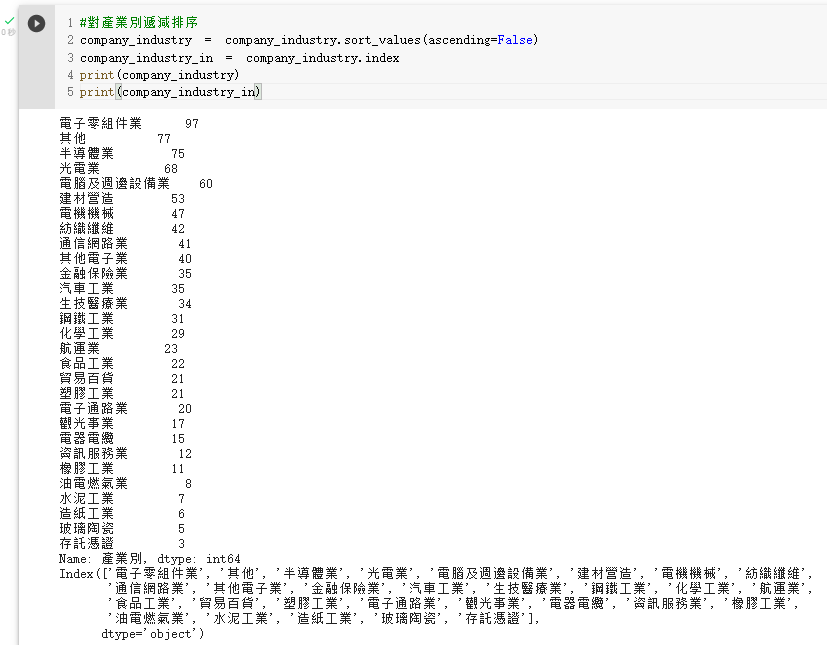 0秒
1 #對產業別遞減排序
2 company_industry = company_industry.sort_values(ascending=False)
3 company_industry_in = company_industry.index
4 print(company_industry)
5 print(company_industry_in)
電子零組件業 97
其他 77
半導體業 75
光電業 68
電腦及週邊設備業 60
建材營造 53
電機機械 47
紡織纖維 42
通信網路業 41
其他電子業 40
金融保險業 35
汽車工業 35
生技醫療業 34
鋼鐵工業 31
化學工業 29
航運業 23
食品工業 22
貿易百貨 21
塑膠工業 21
電子通路業 20
觀光事業 17
電器電纜 15
資訊服務業 12
橡膠工業 11
油電燃氣業 8
水泥工業 7
造紙工業 6
玻璃陶瓷 5
存託憑證 3
Name: 產業別, dtype: int64
Index(['電子零組件業', '其他', '半導體業', '光電業', '電腦及週邊設備業', '建材營造', '電機機械', '紡織纖維',
'通信網路業', '其他電子業', '金融保險業', '汽車工業', '生技醫療業', '鋼鐵工業', '化學工業', '航運業',
'食品工業', '貿易百貨', '塑膠工業', '電子通路業', '觀光事業', '電器電纜', '資訊服務業', '橡膠工業',
'油電燃氣業', '水泥工業', '造紙工業', '玻璃陶瓷', '存託憑證'],
dtype='object')